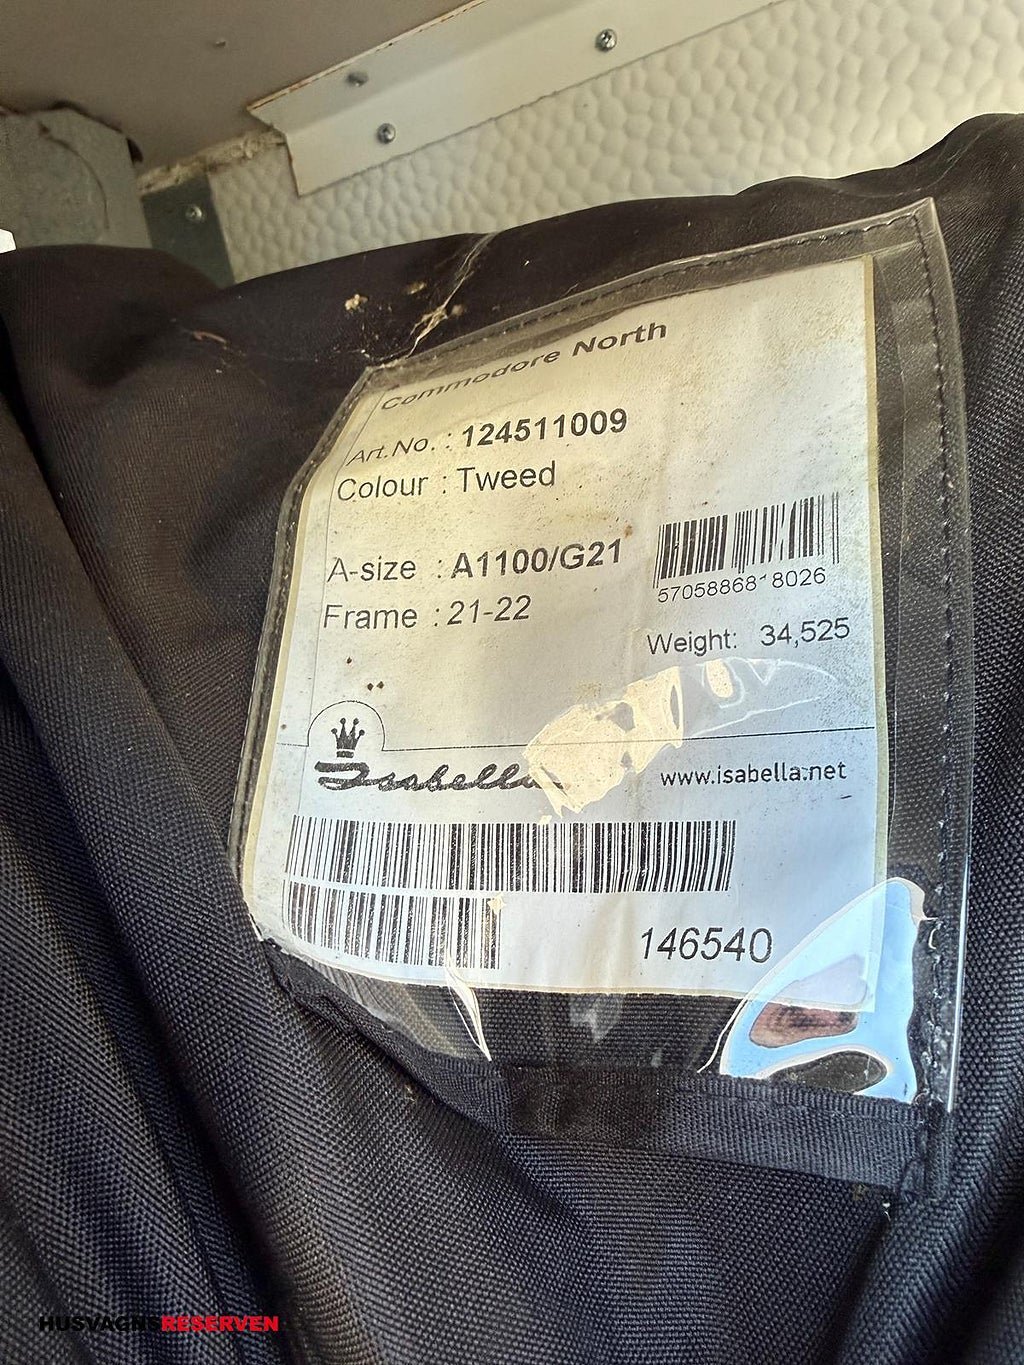 Commodore North
Art.No. : 124511009
Colour : Tweed
A-size : A1100/G21
Frame : 21-22
Weight: 34,525
Isabella
www.isabella.net
146540
HUSVAGNSRESERVEN